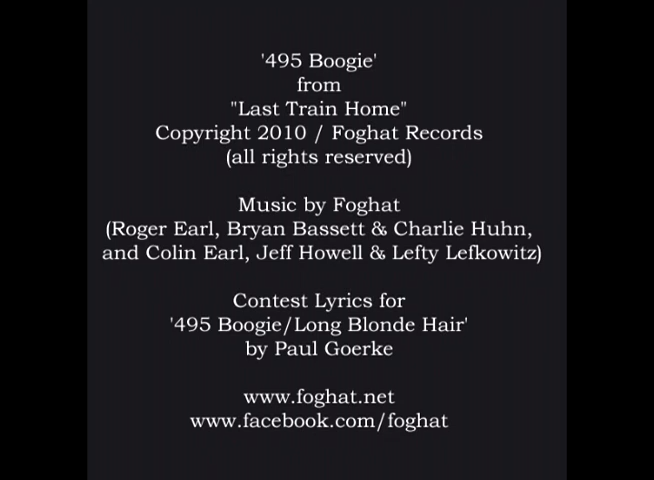 '495 Boogie'
from
"Last Train Home"
Copyright 2010 / Foghat Records
(all rights reserved)
Music by Foghat
(Roger Earl, Bryan Bassett & Charlie Huhn,
and Colin Earl, Jeff Howell & Lefty Lefkowitz)
Contest Lyrics for
'495 Boogie/Long Blonde Hair'
by Paul Goerke
www.foghat.net
www.facebook.com/foghat